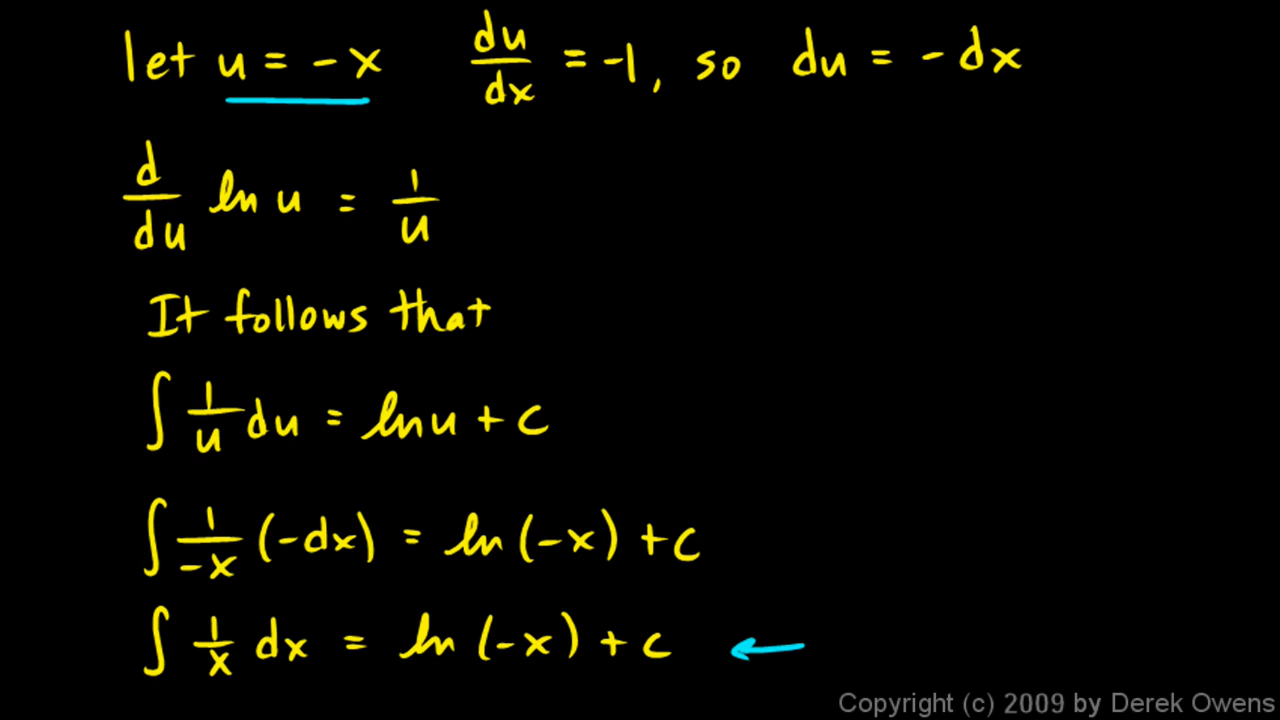 let u = -x   du/dx = -1, so du = -dx
d/du ln u = 1/u
It follows that
∫ 1/u du = ln u + c
∫ 1/-x (-dx) = ln (-x) + c
∫ 1/x dx = ln (-x) + c ←
Copyright (c) 2009 by Derek Owens